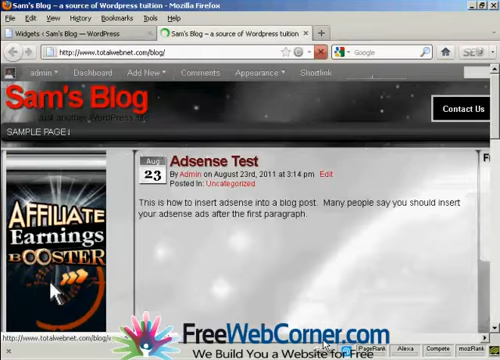 Sam's Blog – a source of Wordpress tuition - Mozilla Firefox
File Edit View History Bookmarks Tools Help
Widgets ‹ Sam's Blog — WordPress
Sam's Blog – a source of Wordpress tuition
http://www.totalwebnet.com/blog/
Google
admin Dashboard Add New Comments Appearance Shortlink
Sam's Blog
Just another WordPress site
Contact Us
SAMPLE PAGE↓
Aug
23
Adsense Test
By Admin on August 23rd, 2011 at 3:14 pm Edit
Posted In: Uncategorized
This is how to insert adsense into a blog post. Many people say you should insert
your adsense ads after the first paragraph.
AFFILIATE
Earnings
BOOSTER
http://www.totalwebnet.com/blog/
FreeWebCorner.com
We Build You a Website for Free
PageRank Alexa Compete mozRank